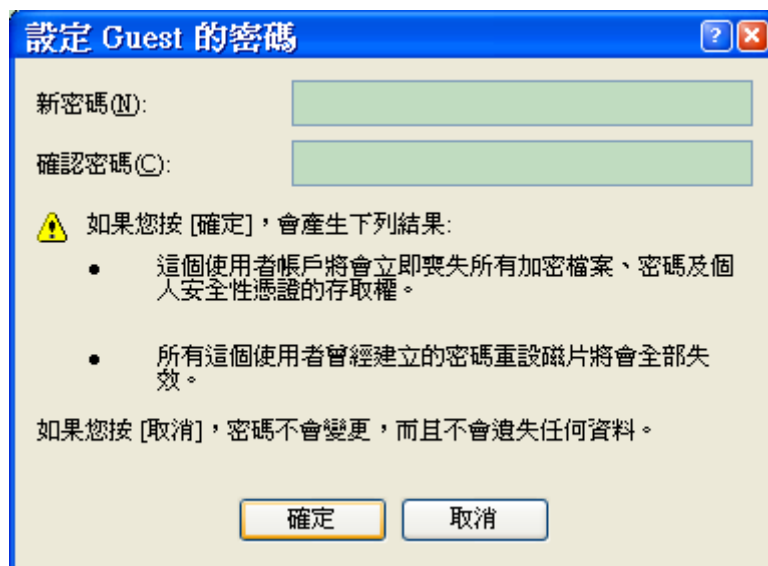 設定 Guest 的密碼
新密碼(N):
確認密碼(C):
如果您按 [確定]，會產生下列結果:
● 這個使用者帳戶將會立即喪失所有加密檔案、密碼及個
人安全性憑證的存取權。
● 所有這個使用者曾經建立的密碼重設磁片將會全部失
效。
如果您按 [取消]，密碼不會變更，而且不會遺失任何資料。
確定
取消